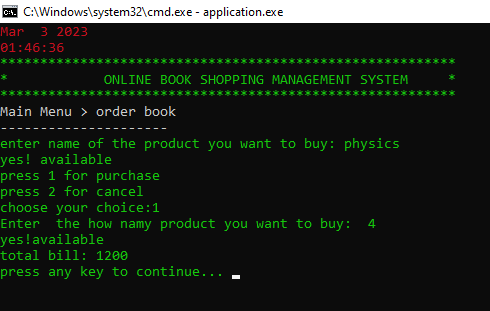 C:\Windows\system32\cmd.exe - application.exe
Mar  3 2023
01:46:36
*********************************************************
*            ONLINE BOOK SHOPPING MANAGEMENT SYSTEM     *
*********************************************************
Main Menu > order book
---------------------
enter name of the product you want to buy: physics
yes! available
press 1 for purchase
press 2 for cancel
choose your choice:1
Enter  the how namy product you want to buy:  4
yes!available
total bill: 1200
press any key to continue...